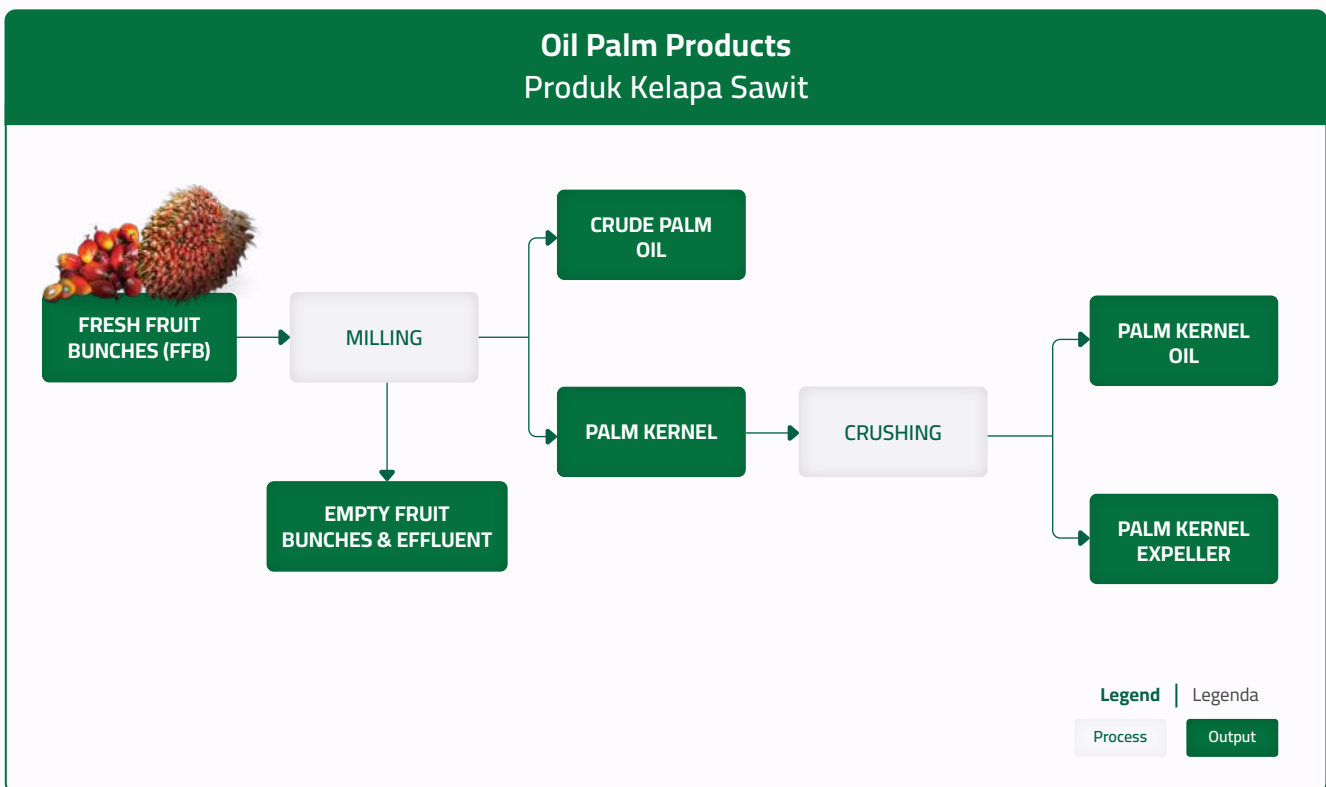 Oil Palm Products
Produk Kelapa Sawit
FRESH FRUIT
BUNCHES (FFB)
MILLING
EMPTY FRUIT
BUNCHES & EFFLUENT
CRUDE PALM
OIL
PALM KERNEL
CRUSHING
PALM KERNEL
OIL
PALM KERNEL
EXPELLER
Legend | Legenda
Process
Output